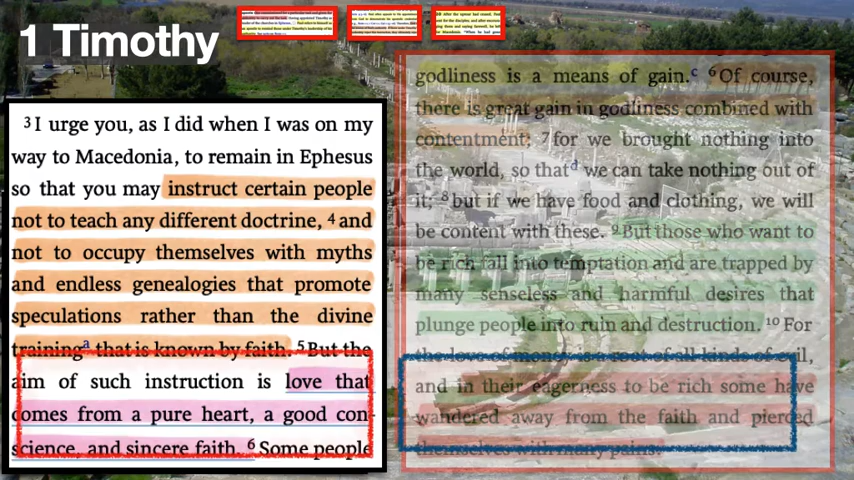 1 Timothy
3 I urge you, as I did when I was on my
way to Macedonia, to remain in Ephesus
so that you may instruct certain people
not to teach any different doctrine, 4 and
not to occupy themselves with myths
and endless genealogies that promote
speculations rather than the divine
training a that is known by faith. 5 But the
aim of such instruction is love that
comes from a pure heart, a good con-
science, and sincere faith. 6 Some people
godliness is a means of gain. c 6 Of course,
there is great gain in godliness combined with
contentment; 7 for we brought nothing into
the world, so that d we can take nothing out of
it; 8 but if we have food and clothing, we will
be content with these. 9 But those who want to
be rich fall into temptation and are trapped by
many senseless and harmful desires that
plunge people into ruin and destruction. 10 For
the love of money is a root of all kinds of evil,
and in their eagerness to be rich some have
wandered away from the faith and pierced
themselves with many pains.